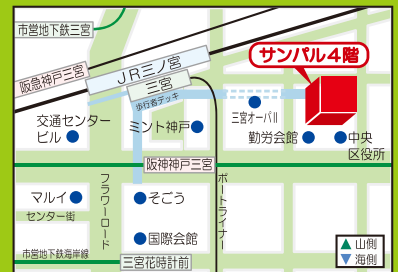 市営地下鉄三宮
サンパル4階
阪急神戸三宮
JR三ノ宮
三宮
歩行者デッキ
交通センター
ビル
ミント神戸
三宮オーパⅡ
勤労会館
中央
区役所
阪神神戸三宮
マルイ
センター街
フラワーロード
そごう
ポートライナー
国際会館
市営地下鉄海岸線
三宮花時計前
山側
海側